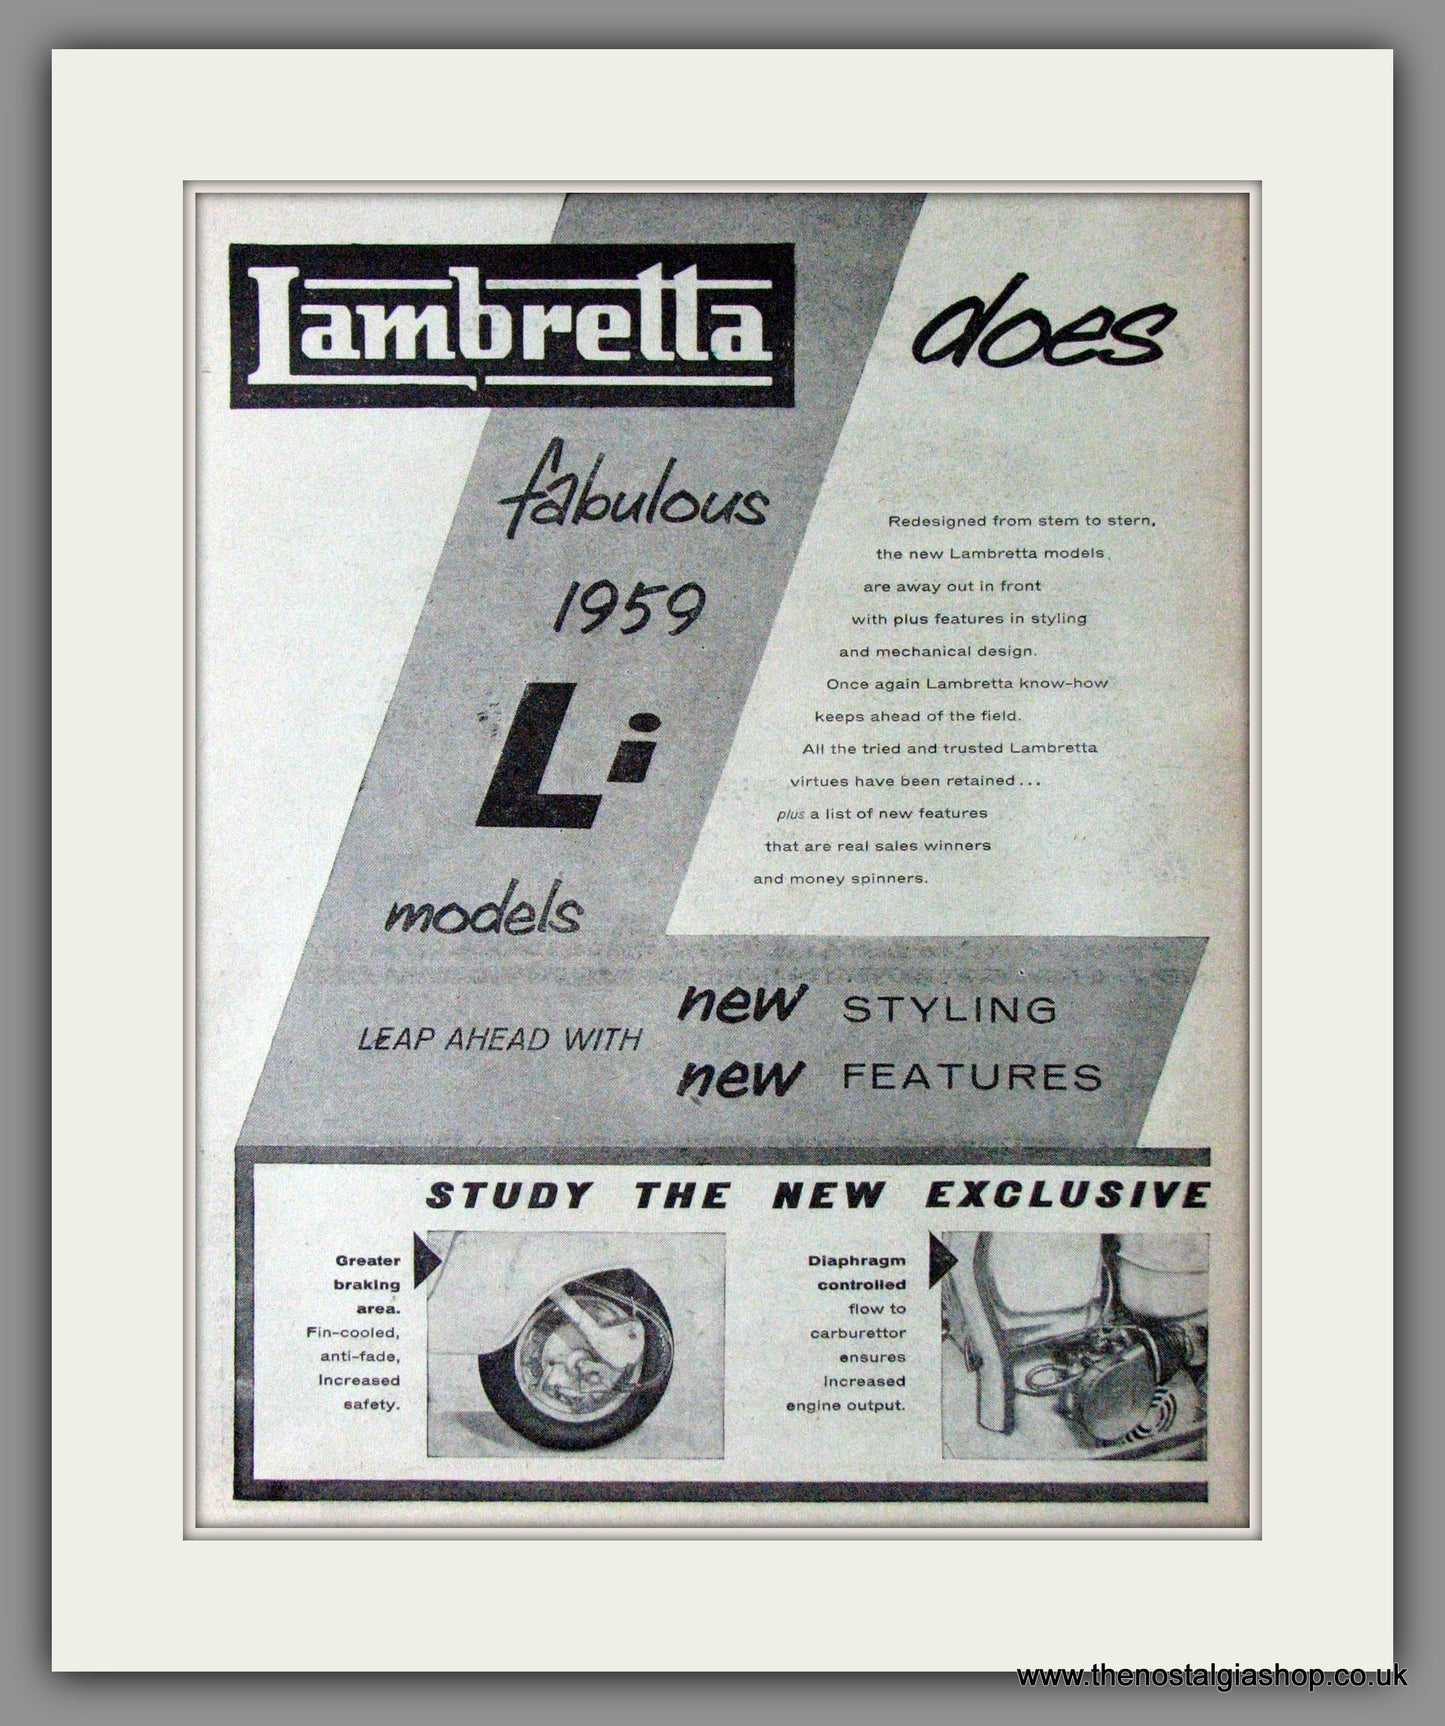 Lambretta does
fabulous
1959
Li
models
Redesigned from stem to stern,
the new Lambretta models,
are away out in front
with plus features in styling
and mechanical design.
Once again Lambretta know-how
keeps ahead of the field.
All the tried and trusted Lambretta
virtues have been retained...
plus a list of new features
that are real sales winners
and money spinners.
LEAP AHEAD WITH
new STYLING
new FEATURES
STUDY THE NEW EXCLUSIVE
Greater
braking
area.
Fin-cooled,
anti-fade,
Increased
safety.
Diaphragm
controlled
flow to
carburettor
ensures
increased
engine output.
www.thenostalgiashop.co.uk